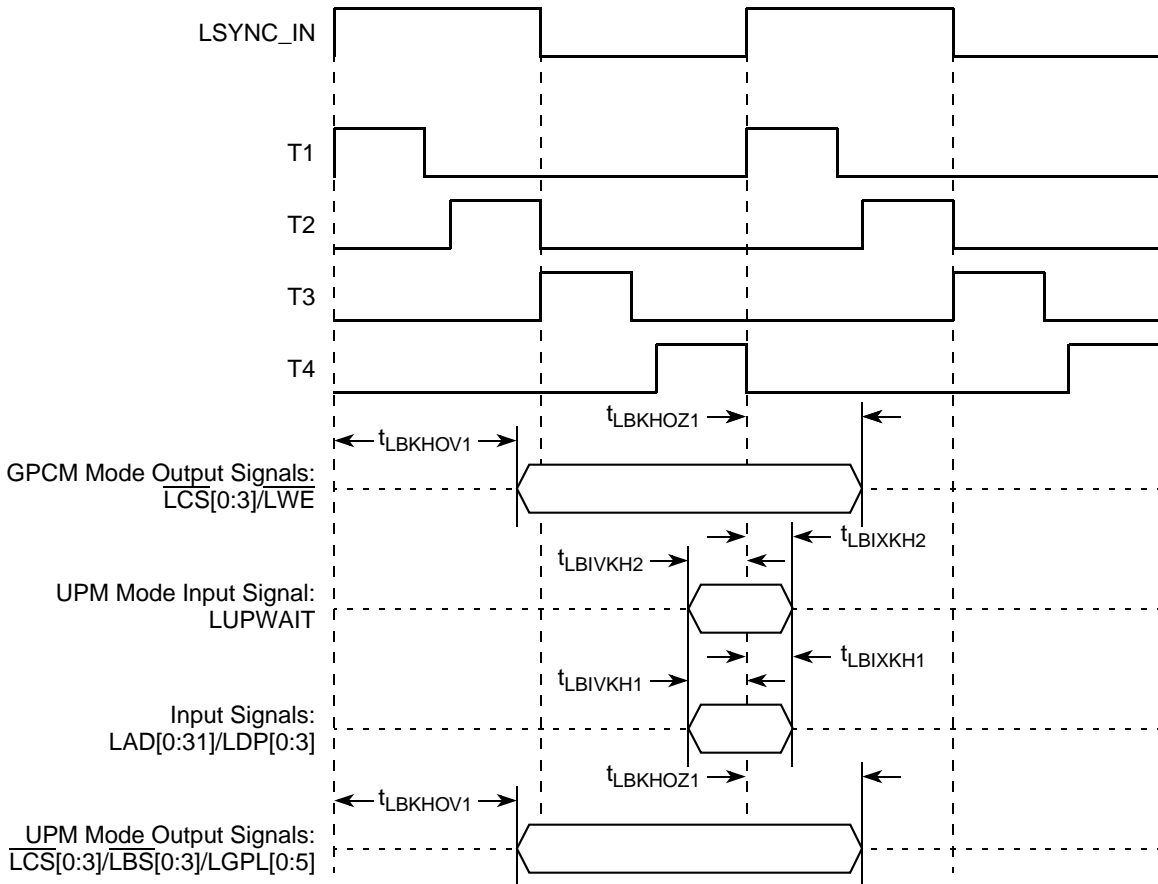 LSYNC_IN
T1
T2
T3
T4
tLBKHOZ1
tLBKHOV1
GPCM Mode Output Signals:
LCS[0:3]/LWE
tLBIXKH2
tLBIVKH2
UPM Mode Input Signal:
LUPWAIT
tLBIXKH1
tLBIVKH1
Input Signals:
LAD[0:31]/LDP[0:3]
tLBKHOZ1
tLBKHOV1
UPM Mode Output Signals:
LCS[0:3]/LBS[0:3]/LGPL[0:5]